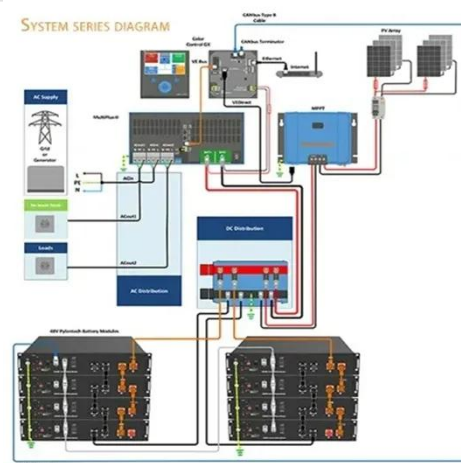 SYSTEM SERIES DIAGRAM
CANbus Type B
Cable
Color
Control GX
CANbus Terminator
PV Array
VE.Bus
Ethernet
Internet
AC Supply
VE.Direct
MPPT
MultiPlus-II
Grid
or
Generator
L
PE
N
ACin
ACout1
DC Distribution
Loads
ACout2
AC Distribution
48V Pylontech Battery Modules